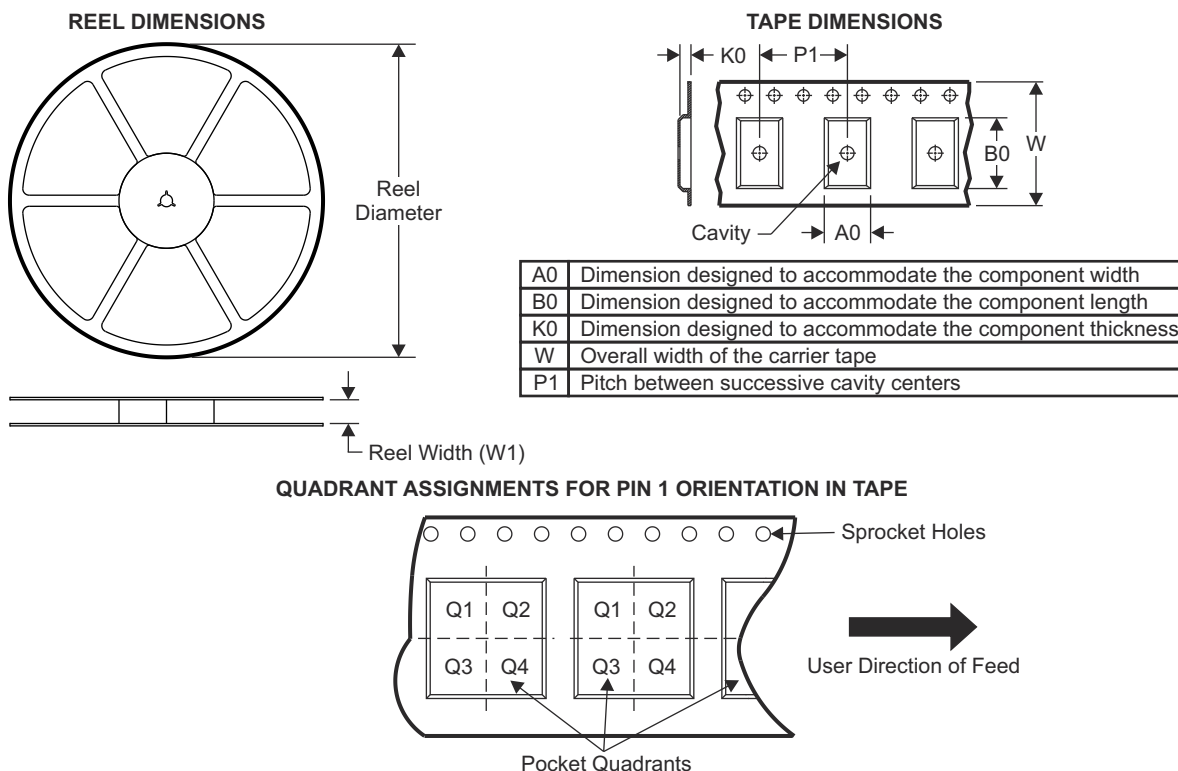 REEL DIMENSIONS
Reel
Diameter
Reel Width (W1)
TAPE DIMENSIONS
K0
P1
B0
W
Cavity
A0
A0 Dimension designed to accommodate the component width
B0 Dimension designed to accommodate the component length
K0 Dimension designed to accommodate the component thickness
W Overall width of the carrier tape
P1 Pitch between successive cavity centers
QUADRANT ASSIGNMENTS FOR PIN 1 ORIENTATION IN TAPE
Sprocket Holes
Q1 Q2 Q1 Q2
Q3 Q4 Q3 Q4
User Direction of Feed
Pocket Quadrants